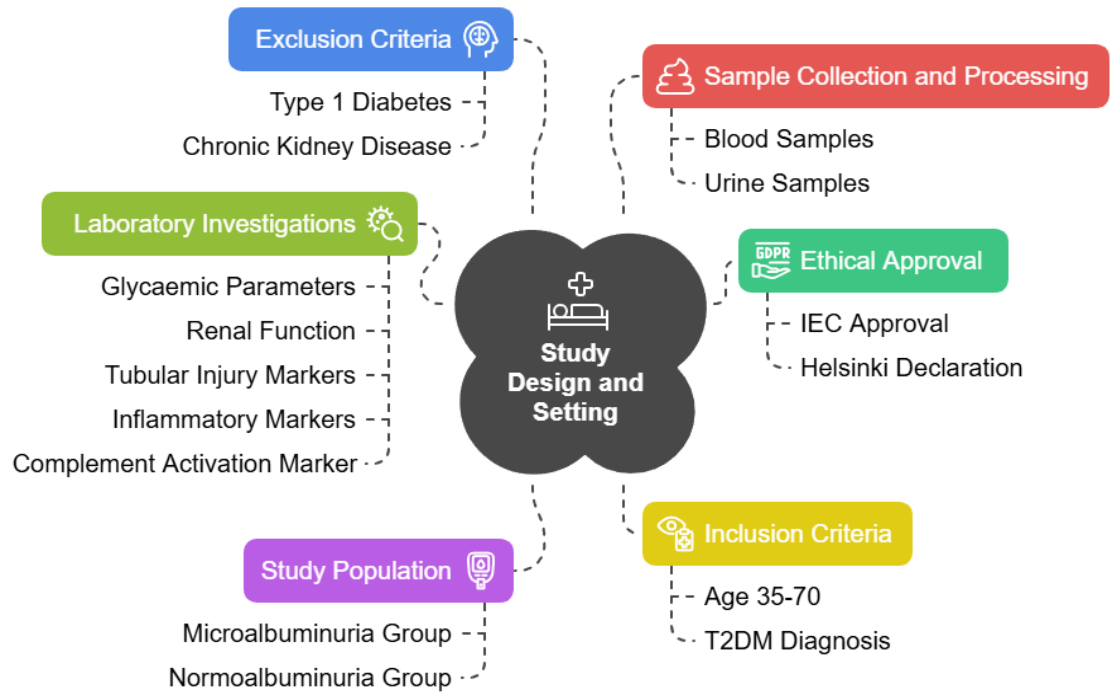 Exclusion Criteria
Type 1 Diabetes
Chronic Kidney Disease
Sample Collection and Processing
Blood Samples
Urine Samples
Laboratory Investigations
Glycaemic Parameters
Renal Function
Tubular Injury Markers
Inflammatory Markers
Complement Activation Marker
GDPR
Ethical Approval
IEC Approval
Helsinki Declaration
Study
Design and
Setting
Study Population
Microalbuminuria Group
Normoalbuminuria Group
Inclusion Criteria
Age 35-70
T2DM Diagnosis